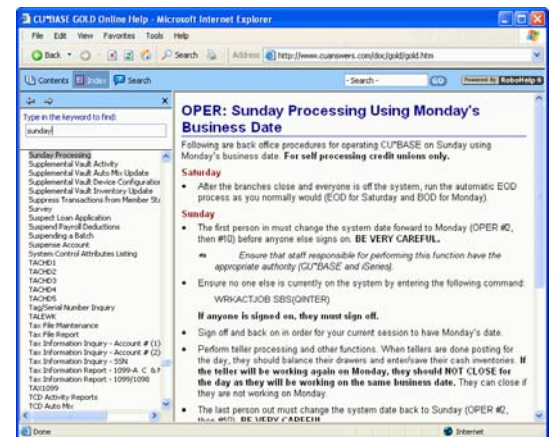 CU*BASE GOLD Online Help - Microsoft Internet Explorer
File Edit View Favorites Tools Help
Back Search Address http://www.cuanswers.com/doc/gold/gold.htm
Contents Index Search - Search - GO Powered By RoboHelp
Type in the keyword to find:
sunday
Sunday Processing
Supplemental Vault Activity
Supplemental Vault Auto Mix Update
Supplemental Vault Device Configuration
Supplemental Vault Inventory Update
Suppress Transactions from Member Sta
Survey
Suspect Loan Application
Suspend Payroll Deductions
Suspending a Batch
Suspense Account
System Control Attributes Listing
TACHD1
TACHD2
TACHD3
TACHD4
TACHD5
Tag/Serial Number Inquiry
TALEWK
Tax File Maintenance
Tax File Report
Tax Information Inquiry - Account # (1)
Tax Information Inquiry - Account # (2)
Tax Information Inquiry - SSN
Tax Information Report - 1099-A C & M
Tax Information Report - 1099/1098
TAX1099
TCD Activity Reports
TCD Auto Mix
OPER: Sunday Processing Using Monday's
Business Date
Following are back office procedures for operating CU*BASE on Sunday using
Monday's business date. For self processing credit unions only.
Saturday
• After the branches close and everyone is off the system, run the automatic EOD
process as you normally would (EOD for Saturday and BOD for Monday).
Sunday
• The first person in must change the system date forward to Monday (OPER #2,
then #10) before anyone else signs on. BE VERY CAREFUL.
Ensure that staff responsible for performing this function have the
appropriate authority (CU*BASE and iSeries).
• Ensure no one else is currently on the system by entering the following command:
WRKACTJOB SBS(QINTER)
If anyone is signed on, they must sign off.
• Sign off and back on in order for your current session to have Monday's date.
• Perform teller processing and other functions. When tellers are done posting for
the day, they should balance their drawers and enter/save their cash inventories. If
the teller will be working again on Monday, they should NOT CLOSE for
the day as they will be working on the same business date. They can close if
they are not working on Monday.
• The last person out must change the system date back to Sunday (OPER #2,
then #10). BE VERY CAREFUL
Done Internet